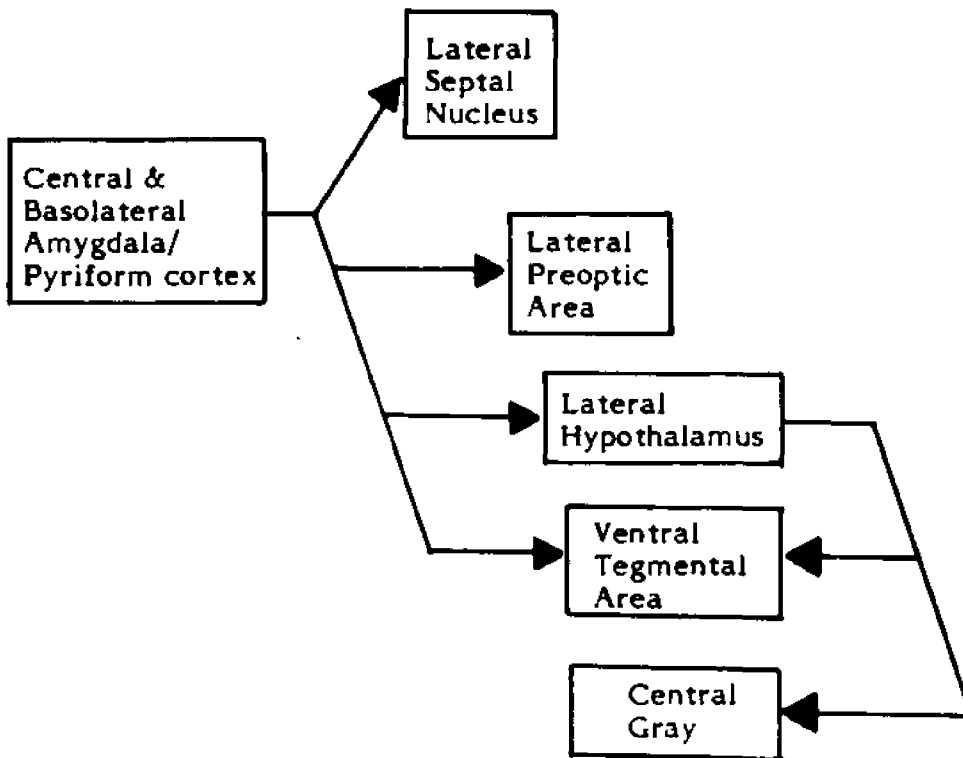 Lateral
Septal
Nucleus
Central &
Basolateral
Amygdala/
Pyriform cortex
Lateral
Preoptic
Area
Lateral
Hypothalamus
Ventral
Tegmental
Area
Central
Gray